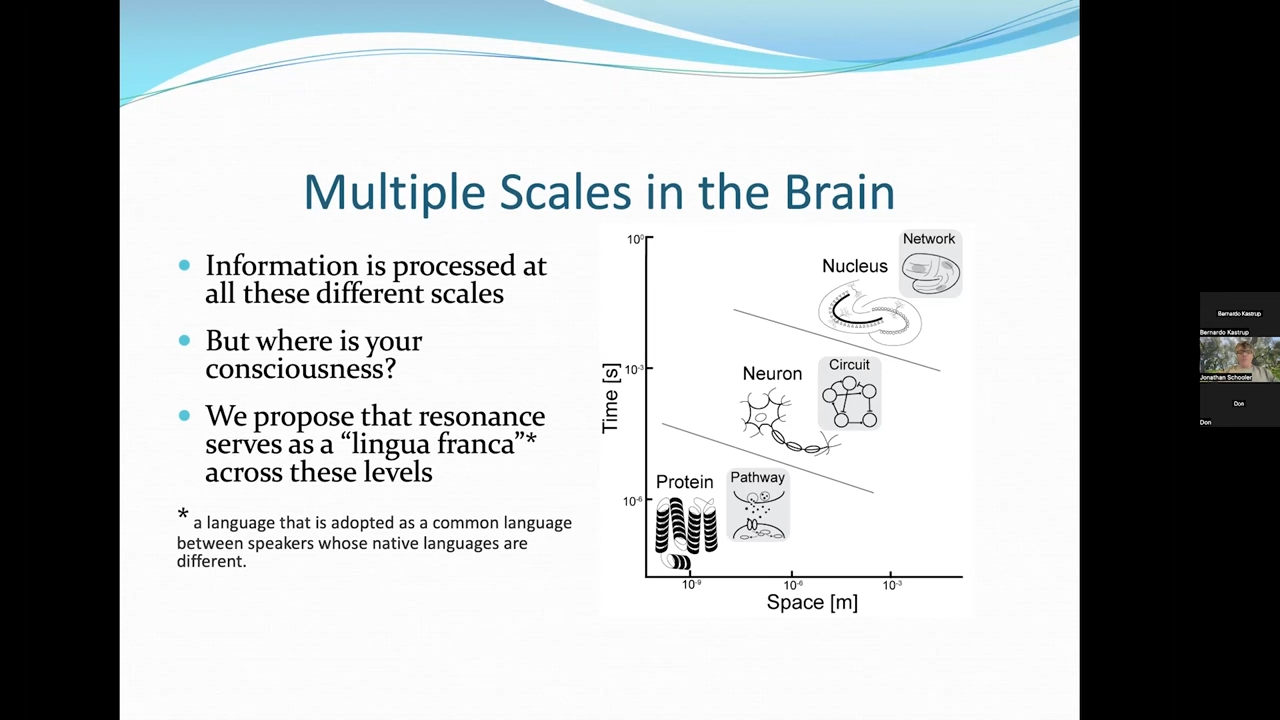 Multiple Scales in the Brain
Information is processed at
all these different scales
But where is your
consciousness?
We propose that resonance
serves as a “lingua franca”*
across these levels
* a language that is adopted as a common language
between speakers whose native languages are
different.
10⁰
10⁻³
10⁻⁶
Time [s]
Network
Nucleus
Neuron
Circuit
Protein
Pathway
10⁻⁹
10⁻⁶
10⁻³
Space [m]
Bernardo Kastrup
Bernardo Kastrup
Jonathan Schooler
Don
Don